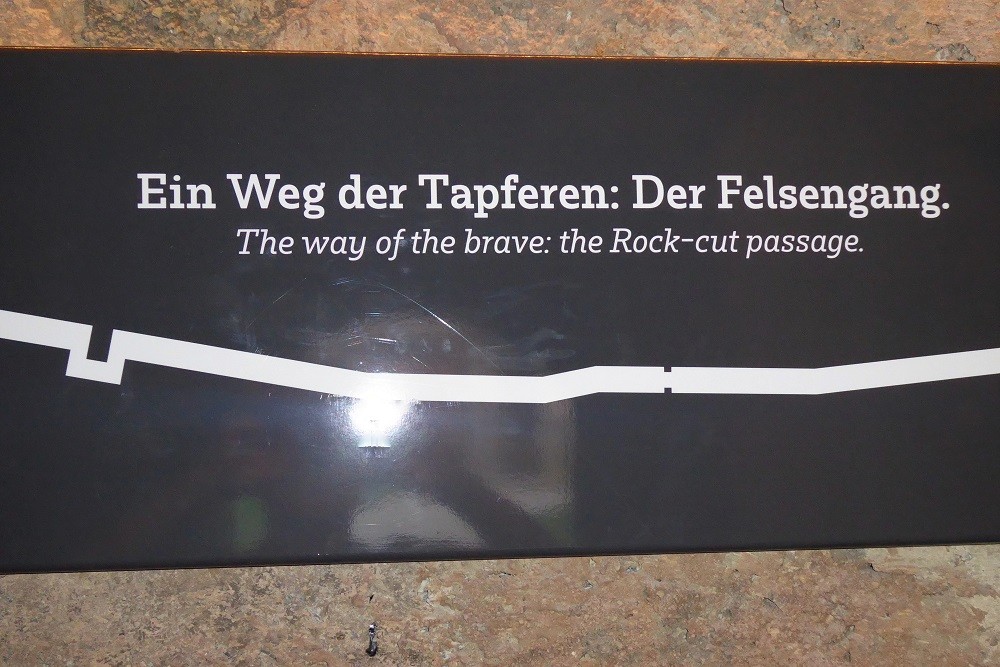 Ein Weg der Tapferen: Der Felsengang.
The way of the brave: the Rock-cut passage.